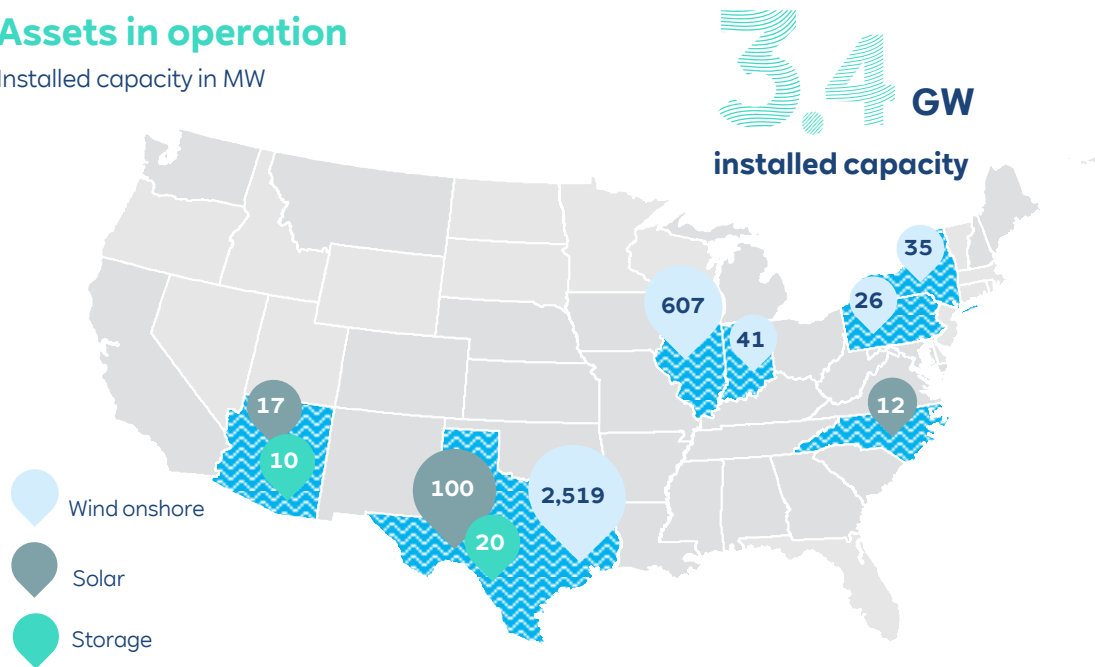 Assets in operation
Installed capacity in MW
3.4 GW
installed capacity
35
26
607
41
17
12
10
100
2,519
20
Wind onshore
Solar
Storage